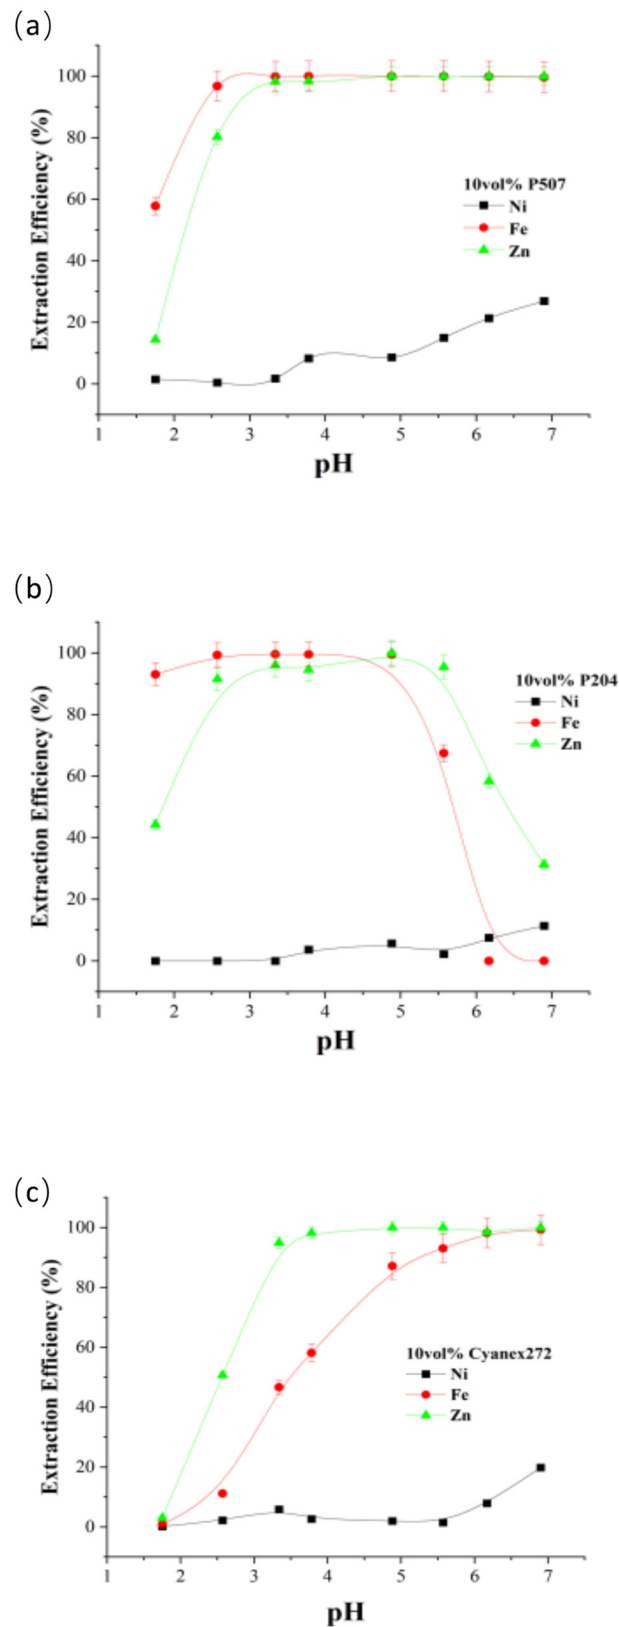 (a)
100
80
60
40
20
0
Extraction Efficiency (%)
10vol% P507
Ni
Fe
Zn
1 2 3 4 5 6 7
pH
(b)
100
80
60
40
20
0
Extraction Efficiency (%)
10vol% P204
Ni
Fe
Zn
1 2 3 4 5 6 7
pH
(c)
100
80
60
40
20
0
Extraction Efficiency (%)
10vol% Cyanex272
Ni
Fe
Zn
1 2 3 4 5 6 7
pH